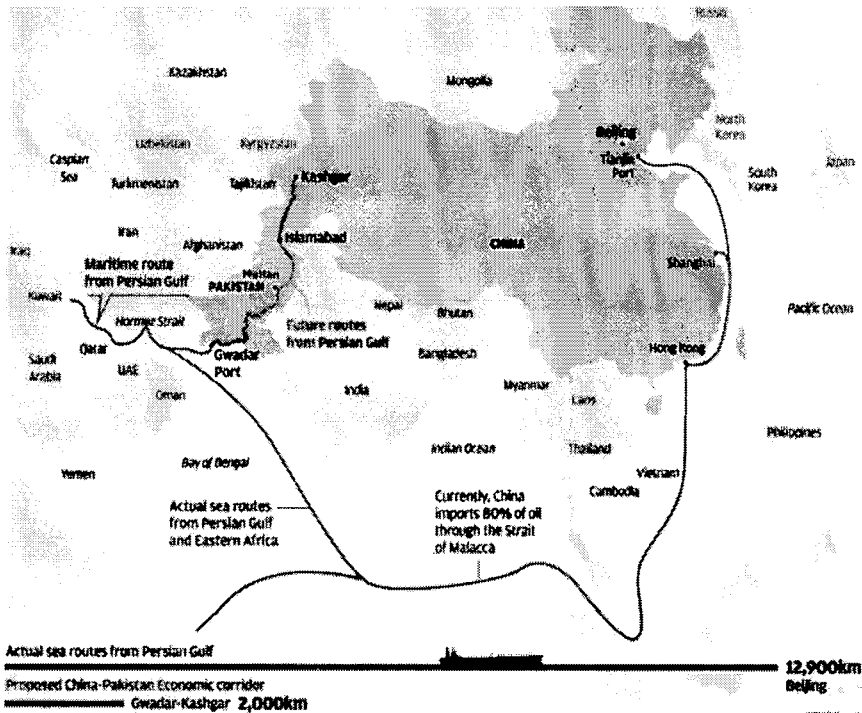 Russia
Kazakhstan
Mongolia
Beijing
North
Korea
Uzbekistan
Kyrgyzstan
Caspian
Sea
Tianjin
Port
South
Korea
Japan
Turkmenistan
Tajikistan
Kashgar
Iran
Afghanistan
Islamabad
CHINA
Iraq
Maritime route
from Persian Gulf
Multan
PAKISTAN
Shanghai
Kuwait
Hormuz Strait
Nepal
Bhutan
Pacific Ocean
Future routes
from Persian Gulf
Qatar
Gwadar
Port
Bangladesh
Hong Kong
Saudi
Arabia
UAE
Oman
India
Myanmar
Laos
Philippines
Yemen
Bay of Bengal
Indian Ocean
Thailand
Vietnam
Cambodia
Actual sea routes
from Persian Gulf
and Eastern Africa
Currently, China
imports 80% of oil
through the Strait
of Malacca
Actual sea routes from Persian Gulf
12,900km
Beijing
Proposed China-Pakistan Economic corridor
Gwadar-Kashgar 2,000km